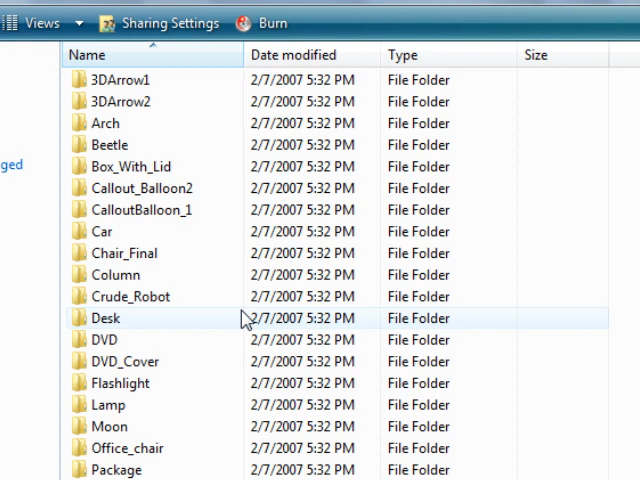 Views Sharing Settings Burn
Name Date modified Type Size
ged
3DArrow1 2/7/2007 5:32 PM File Folder
3DArrow2 2/7/2007 5:32 PM File Folder
Arch 2/7/2007 5:32 PM File Folder
Beetle 2/7/2007 5:32 PM File Folder
Box_With_Lid 2/7/2007 5:32 PM File Folder
Callout_Balloon2 2/7/2007 5:32 PM File Folder
CalloutBalloon_1 2/7/2007 5:32 PM File Folder
Car 2/7/2007 5:32 PM File Folder
Chair_Final 2/7/2007 5:32 PM File Folder
Column 2/7/2007 5:32 PM File Folder
Crude_Robot 2/7/2007 5:32 PM File Folder
Desk 2/7/2007 5:32 PM File Folder
DVD 2/7/2007 5:32 PM File Folder
DVD_Cover 2/7/2007 5:32 PM File Folder
Flashlight 2/7/2007 5:32 PM File Folder
Lamp 2/7/2007 5:32 PM File Folder
Moon 2/7/2007 5:32 PM File Folder
Office_chair 2/7/2007 5:32 PM File Folder
Package 2/7/2007 5:32 PM File Folder